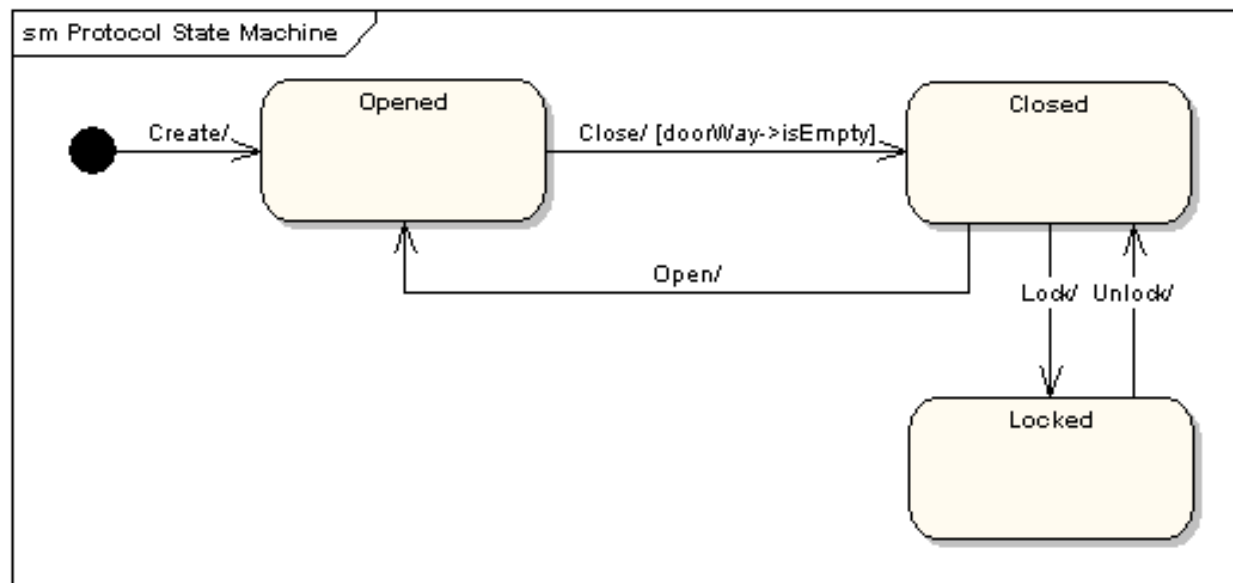 sm Protocol State Machine
Opened
Closed
Create/
Close/ [doorWay->isEmpty]
Open/
Lock/
Unlock/
Locked